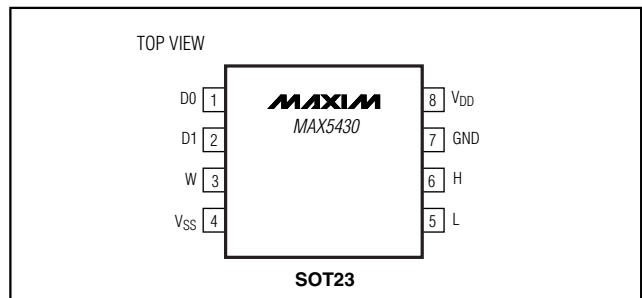 TOP VIEW
MAXIM
MAX5430
D0 1
D1 2
W 3
VSS 4
8 VDD
7 GND
6 H
5 L
SOT23